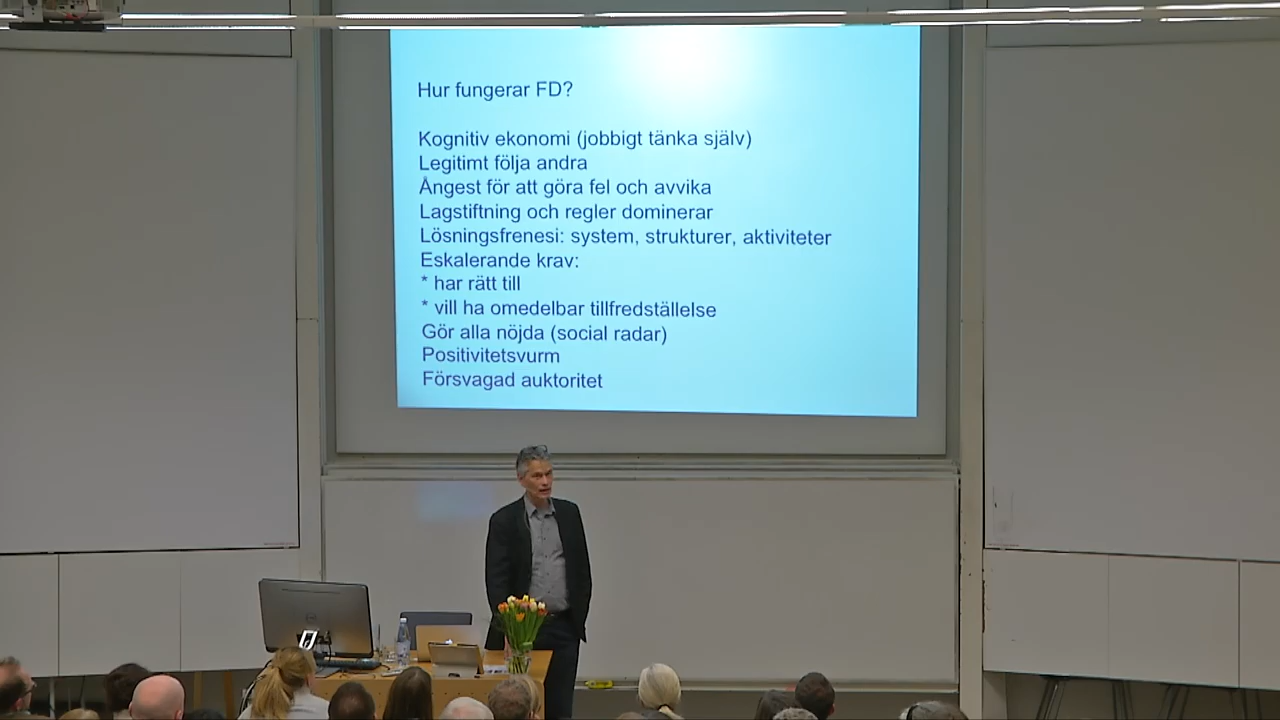 Hur fungerar FD?
Kognitiv ekonomi (jobbigt tänka själv)
Legitimt följa andra
Ångest för att göra fel och avvika
Lagstiftning och regler dominerar
Lösningsfrenesi: system, strukturer, aktiviteter
Eskalerande krav:
* har rätt till
* vill ha omedelbar tillfredställelse
Gör alla nöjda (social radar)
Positivitetsvurm
Försvagad auktoritet